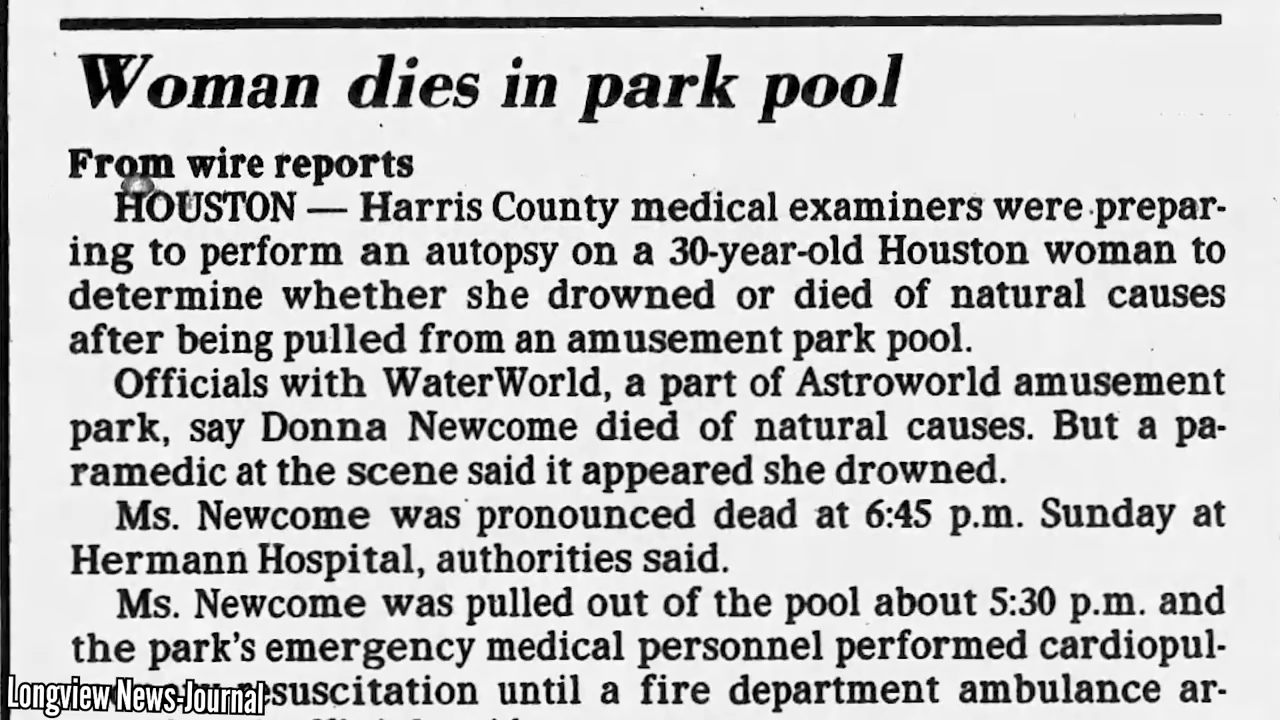 Woman dies in park pool
From wire reports
HOUSTON — Harris County medical examiners were prepar-
ing to perform an autopsy on a 30-year-old Houston woman to
determine whether she drowned or died of natural causes
after being pulled from an amusement park pool.
Officials with WaterWorld, a part of Astroworld amusement
park, say Donna Newcome died of natural causes. But a pa-
ramedic at the scene said it appeared she drowned.
Ms. Newcome was pronounced dead at 6:45 p.m. Sunday at
Hermann Hospital, authorities said.
Ms. Newcome was pulled out of the pool about 5:30 p.m. and
the park's emergency medical personnel performed cardiopul-
until a fire department ambulance ar-
Longview News-Journal